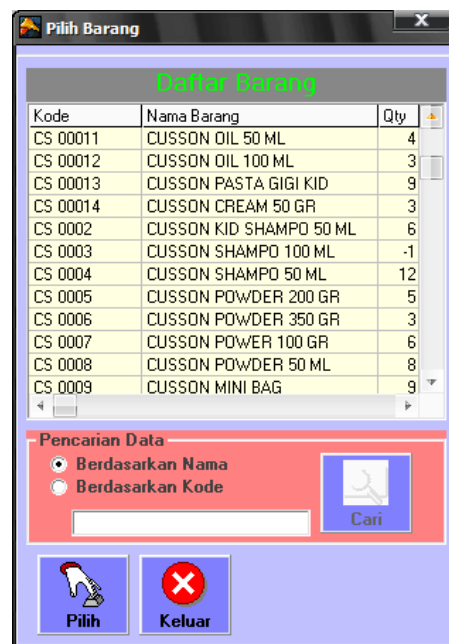 Pilih Barang
x
Daftar Barang
Kode Nama Barang Qty
CS 00011 CUSSON OIL 50 ML 4
CS 00012 CUSSON OIL 100 ML 3
CS 00013 CUSSON PASTA GIGI KID 9
CS 00014 CUSSON CREAM 50 GR 3
CS 0002 CUSSON KID SHAMPO 50 ML 6
CS 0003 CUSSON SHAMPO 100 ML -1
CS 0004 CUSSON SHAMPO 50 ML 12
CS 0005 CUSSON POWDER 200 GR 5
CS 0006 CUSSON POWDER 350 GR 3
CS 0007 CUSSON POWER 100 GR 6
CS 0008 CUSSON POWDER 50 ML 8
CS 0009 CUSSON MINI BAG 9
Pencarian Data
Berdasarkan Nama
Berdasarkan Kode
Cari
Pilih Keluar